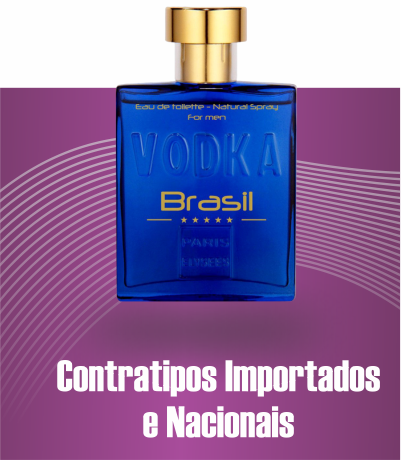 Eau de toilette - Natural Spray
For men
VODKA
Brasil
PARIS
ELYSEES
Contratipos Importados
e Nacionais